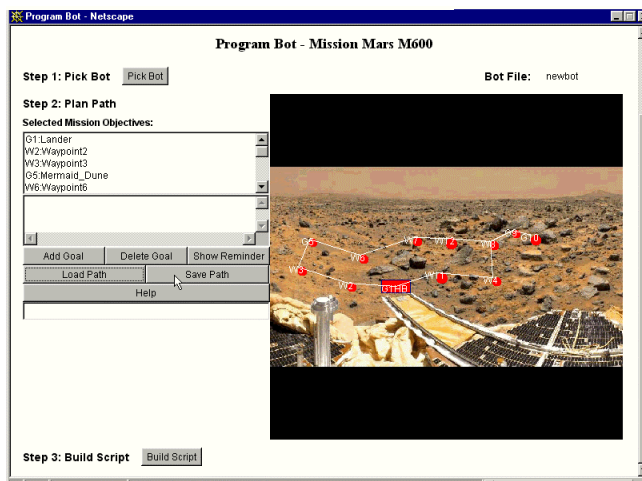 Program Bot - Netscape
Program Bot - Mission Mars M600
Step 1: Pick Bot Pick Bot Bot File: newbot
Step 2: Plan Path
Selected Mission Objectives:
G1:Lander
W2:Waypoint2
W3:Waypoint3
G5:Mermaid_Dune
W6:Waypoint6
Add Goal Delete Goal Show Reminder
Load Path Save Path
Help
G5 W7 W12 W8 G9 G10
W6
W3 W11 W4
W2
Step 3: Build Script Build Script